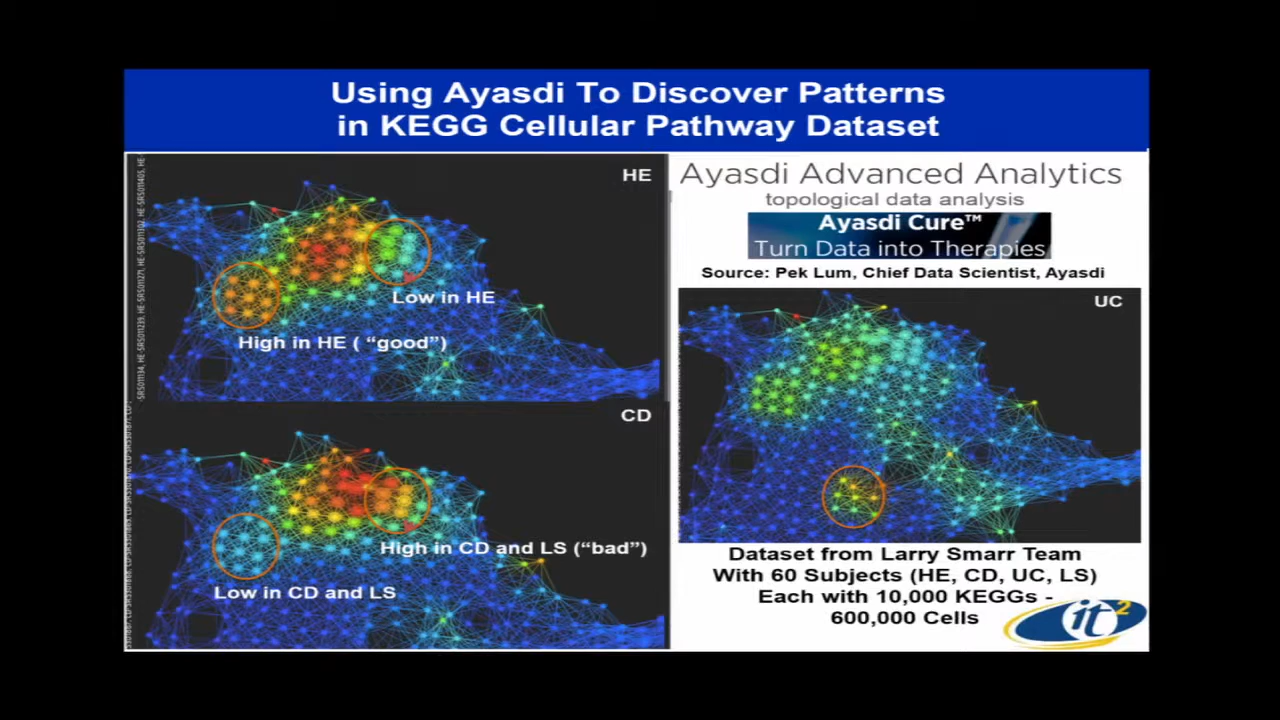 Using Ayasdi To Discover Patterns
in KEGG Cellular Pathway Dataset
HE
Low in HE
High in HE ( “good”)
CD
High in CD and LS (“bad”)
Low in CD and LS
Ayasdi Advanced Analytics
topological data analysis
Ayasdi Cure™
Turn Data into Therapies
Source: Pek Lum, Chief Data Scientist, Ayasdi
UC
Dataset from Larry Smarr Team
With 60 Subjects (HE, CD, UC, LS)
Each with 10,000 KEGGs -
600,000 Cells
it2